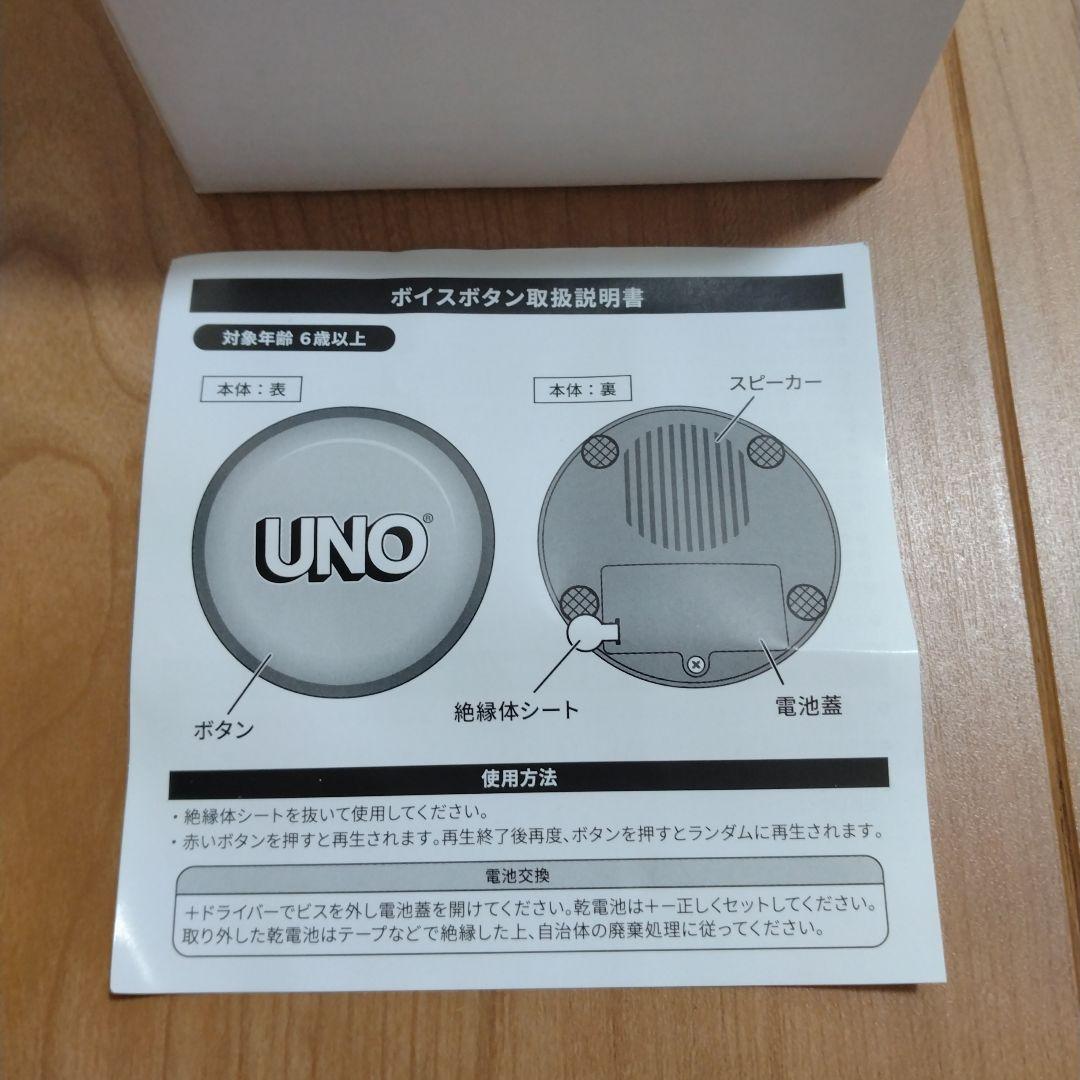 ボイスボタン取扱説明書
対象年齢 6歳以上
本体：表
本体：裏
スピーカー
UNO®
ボタン
絶縁体シート
電池蓋
使用方法
・絶縁体シートを抜いて使用してください。
・赤いボタンを押すと再生されます。再生終了後再度、ボタンを押すとランダムに再生されます。
電池交換
＋ドライバーでビスを外し電池蓋を開けてください。乾電池は＋−正しくセットしてください。
取り外した乾電池はテープなどで絶縁した上、自治体の廃棄処理に従ってください。